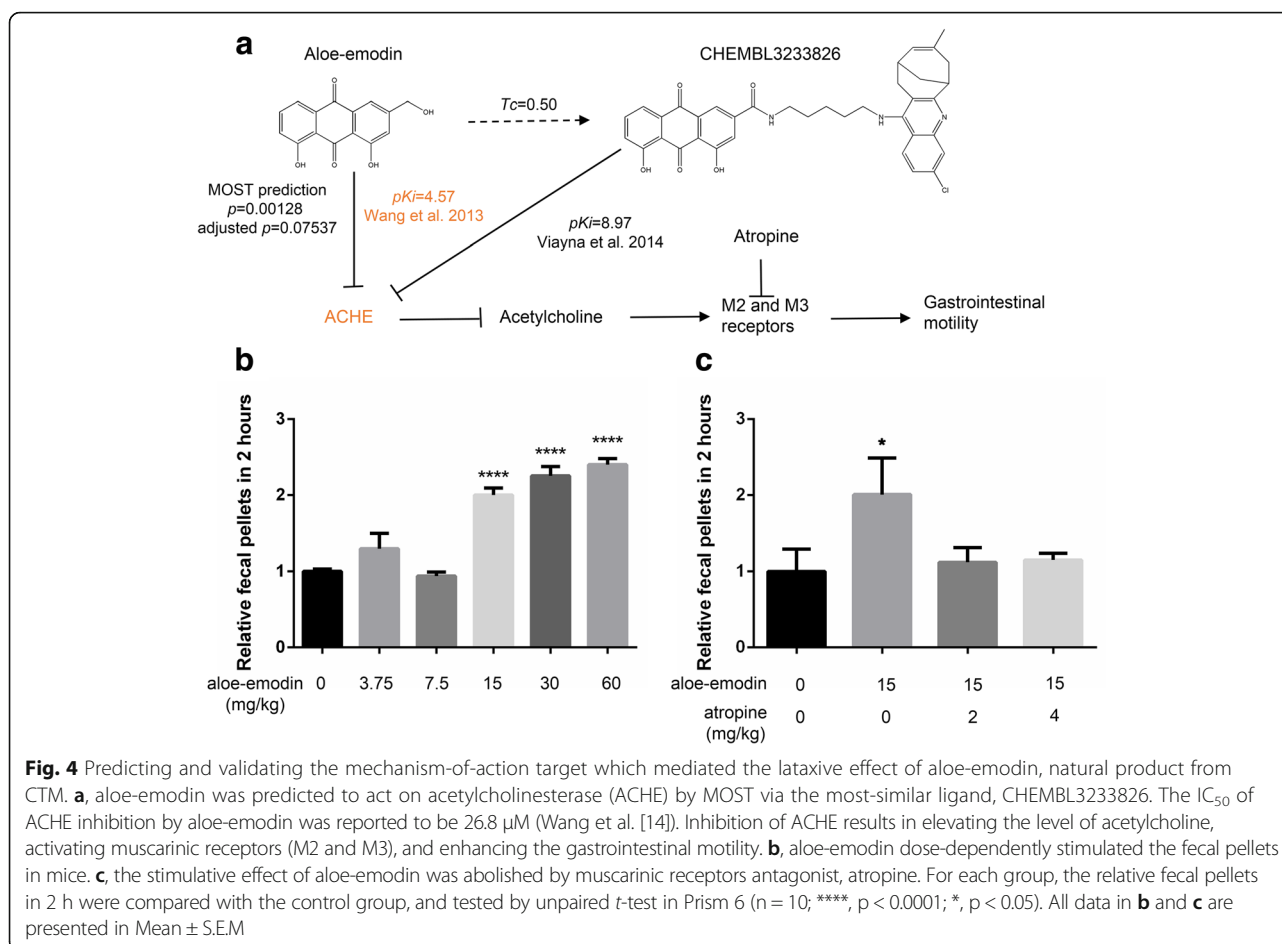 a
Aloe-emodin
CHEMBL3233826
O
OH
O
OH
OH
Tc=0.50
O
O
OH
OH
O
N
H
N
H
N
Cl
MOST prediction
p=0.00128
adjusted p=0.07537
pKi=4.57
Wang et al. 2013
pKi=8.97
Viayna et al. 2014
Atropine
ACHE
Acetylcholine
M2 and M3
receptors
Gastrointestinal
motility
b
Relative fecal pellets in 2 hours
3
2
1
0
****
****
****
aloe-emodin
(mg/kg)
0 3.75 7.5 15 30 60
c
Relative fecal pellets in 2 hours
3
2
1
0
*
aloe-emodin 0 15 15 15
atropine 0 0 2 4
(mg/kg)
Fig. 4 Predicting and validating the mechanism-of-action target which mediated the lataxive effect of aloe-emodin, natural product from
CTM. a, aloe-emodin was predicted to act on acetylcholinesterase (ACHE) by MOST via the most-similar ligand, CHEMBL3233826. The IC50 of
ACHE inhibition by aloe-emodin was reported to be 26.8 μM (Wang et al. [14]). Inhibition of ACHE results in elevating the level of acetylcholine,
activating muscarinic receptors (M2 and M3), and enhancing the gastrointestinal motility. b, aloe-emodin dose-dependently stimulated the fecal pellets
in mice. c, the stimulative effect of aloe-emodin was abolished by muscarinic receptors antagonist, atropine. For each group, the relative fecal pellets
in 2 h were compared with the control group, and tested by unpaired t-test in Prism 6 (n = 10; ****, p < 0.0001; *, p < 0.05). All data in b and c are
presented in Mean ± S.E.M